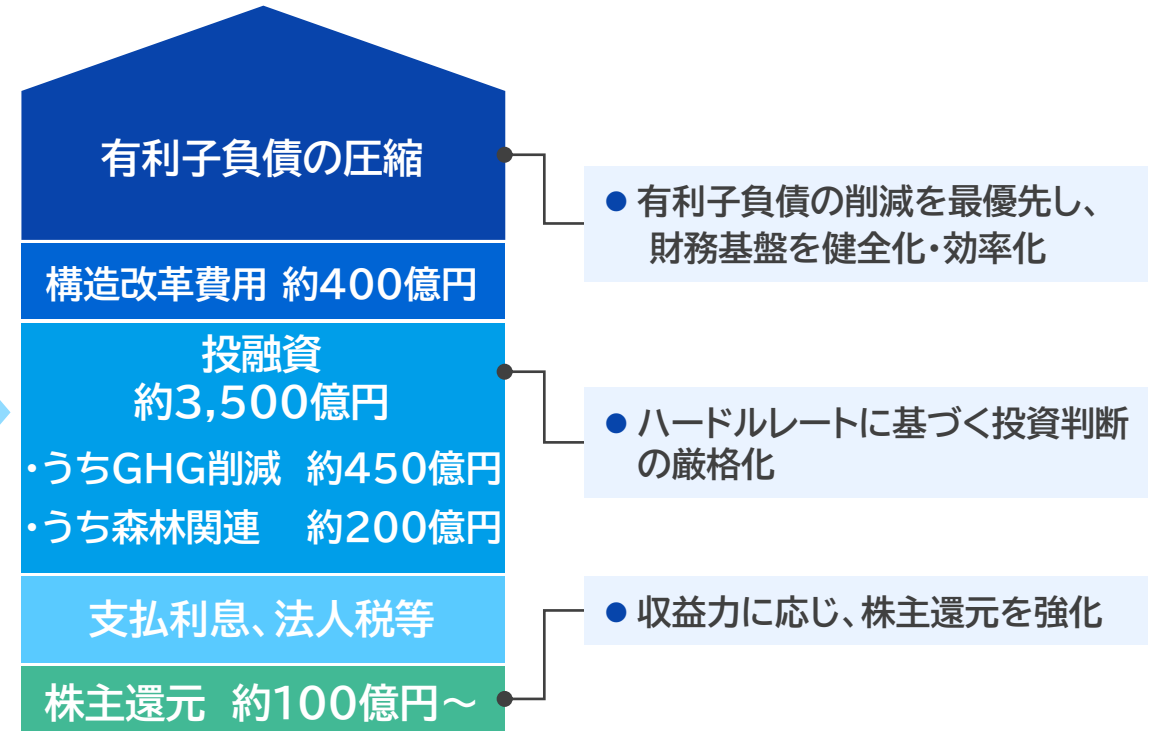 有利子負債の圧縮
構造改革費用 約400億円
投融資
約3,500億円
・うちGHG削減 約450億円
・うち森林関連 約200億円
支払利息、法人税等
株主還元 約100億円～
● 有利子負債の削減を最優先し、
財務基盤を健全化・効率化
● ハードルレートに基づく投資判断
の厳格化
● 収益力に応じ、株主還元を強化